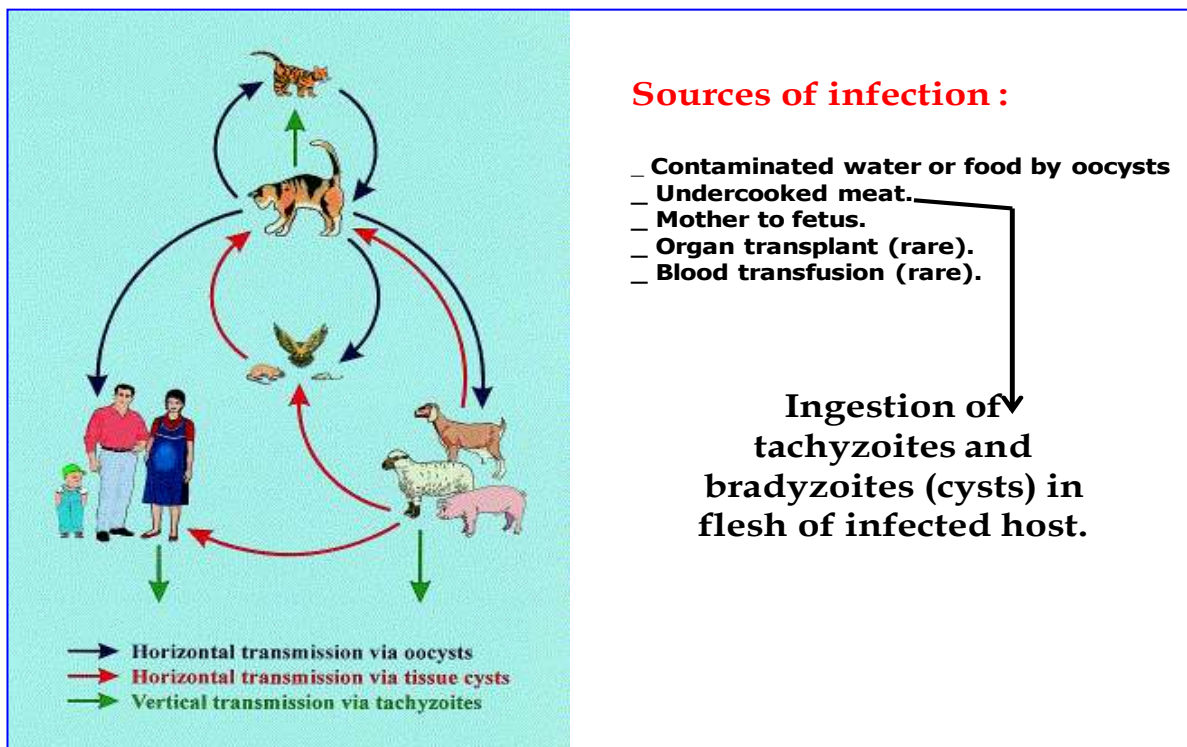 Sources of infection :
_ Contaminated water or food by oocysts
_ Undercooked meat.
_ Mother to fetus.
_ Organ transplant (rare).
_ Blood transfusion (rare).
Ingestion of
tachyzoites and
bradyzoites (cysts) in
flesh of infected host.
Horizontal transmission via oocysts
Horizontal transmission via tissue cysts
Vertical transmission via tachyzoites